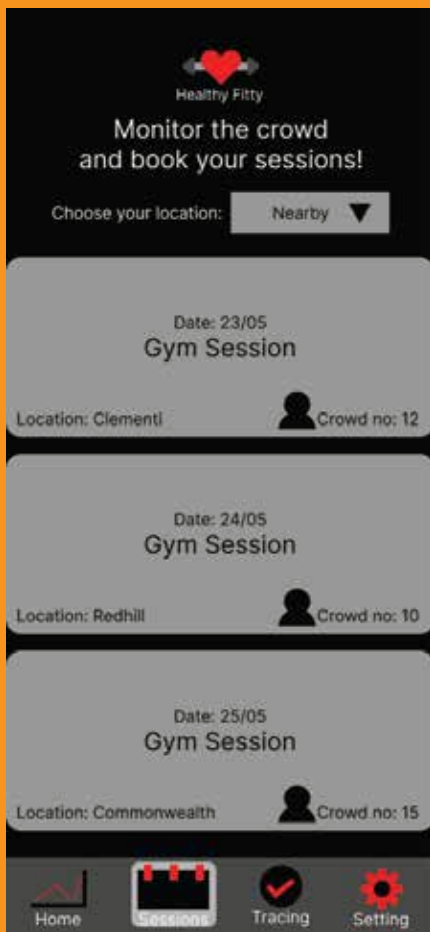 Healthy Fitty
Monitor the crowd
and book your sessions!
Choose your location: Nearby
Date: 23/05
Gym Session
Location: Clementi Crowd no: 12
Date: 24/05
Gym Session
Location: Redhill Crowd no: 10
Date: 25/05
Gym Session
Location: Commonwealth Crowd no: 15
Home Sessions Tracing Setting